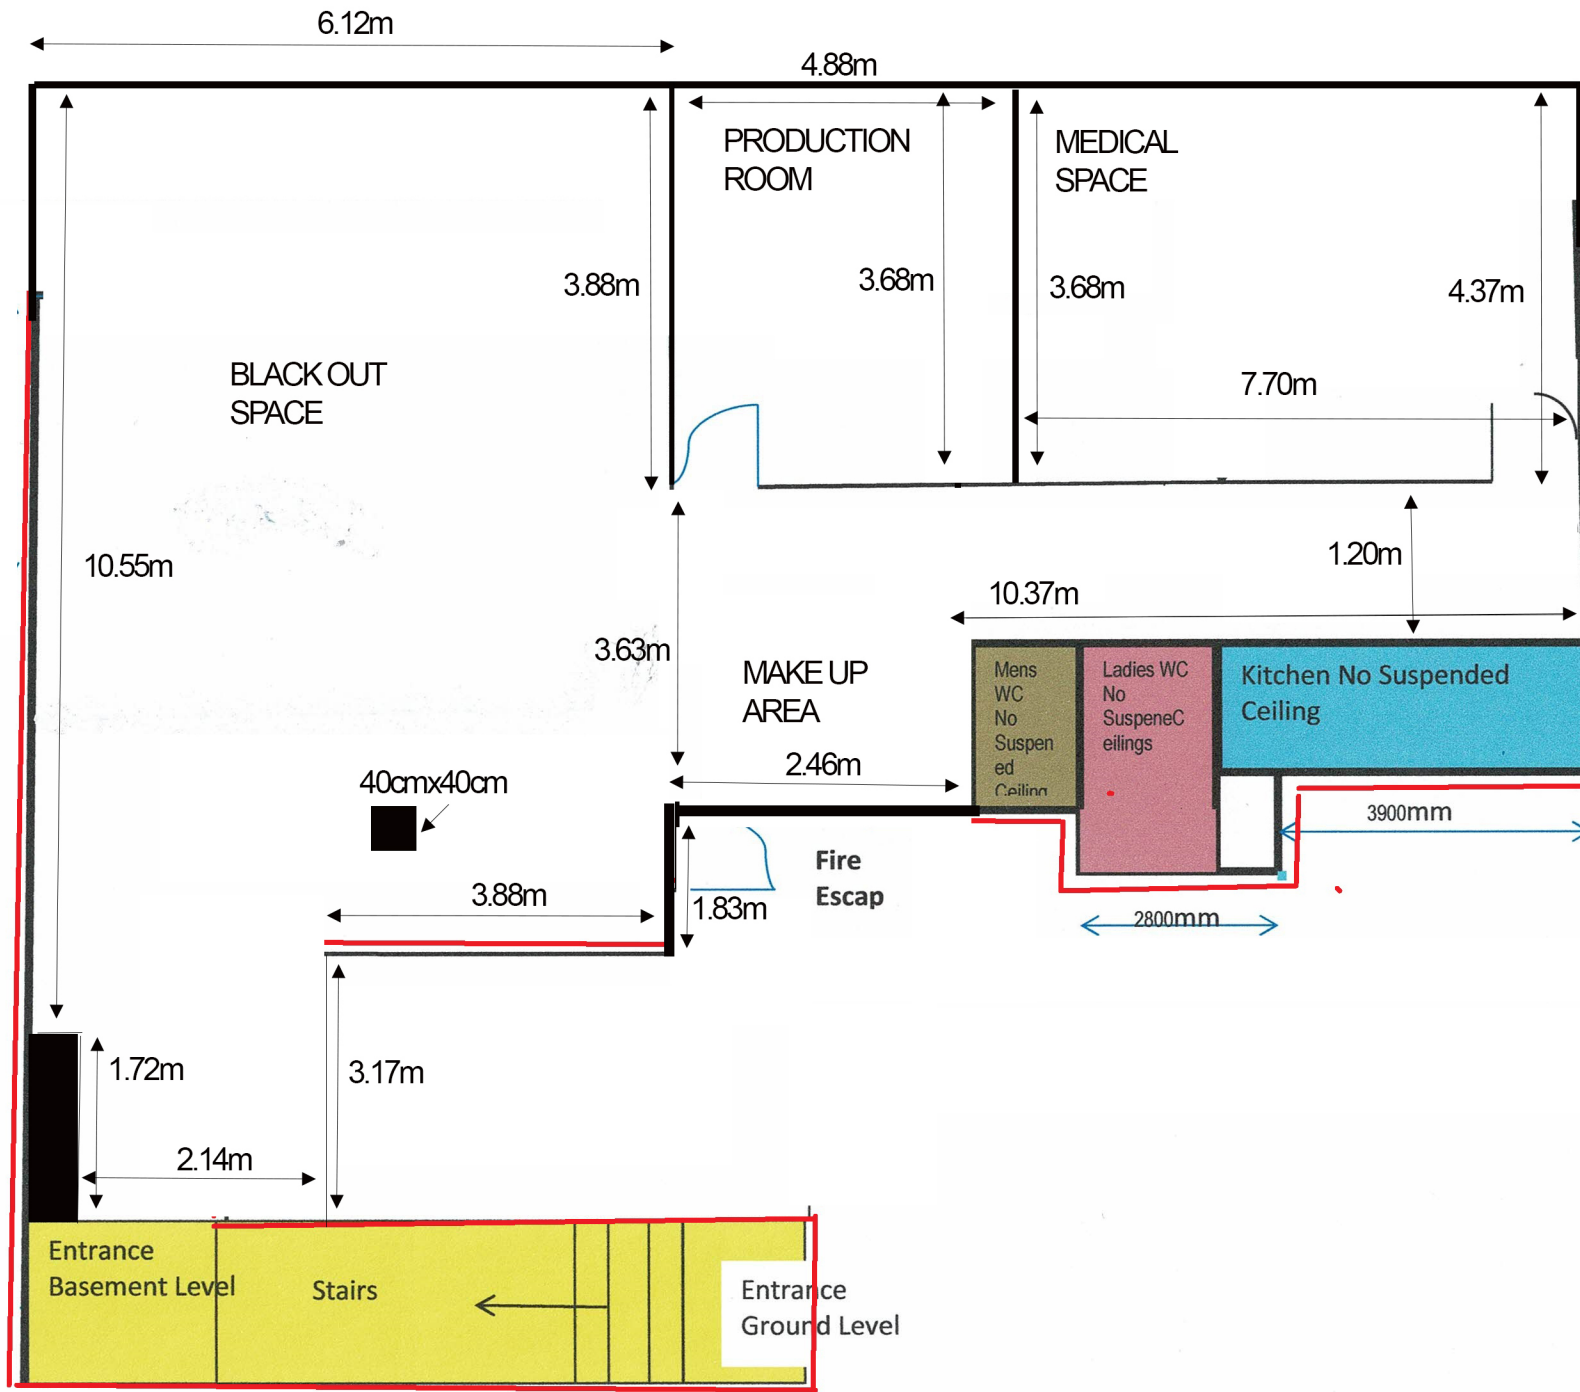 6.12m
4.88m
PRODUCTION
ROOM
MEDICAL
SPACE
3.88m
3.68m
3.68m
4.37m
BLACK OUT
SPACE
7.70m
10.55m
1.20m
10.37m
3.63m
MAKE UP
AREA
Mens
WC
No
Suspen
ed
Ceiling
Ladies WC
No
SuspeneC
eilings
Kitchen No Suspended
Ceiling
2.46m
40cmx40cm
3900mm
Fire
Escap
3.88m
1.83m
2800mm
1.72m
3.17m
2.14m
Entrance
Basement Level
Stairs
Entrance
Ground Level